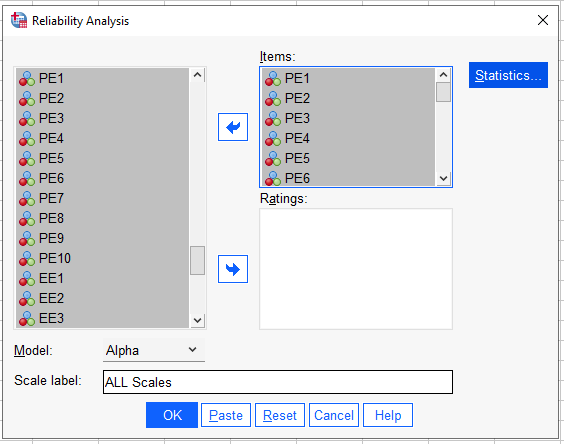 Reliability Analysis
Items:
PE1
PE2
PE3
PE4
PE5
PE6
PE7
PE8
PE9
PE10
EE1
EE2
EE3
PE1
PE2
PE3
PE4
PE5
PE6
Statistics...
Ratings:
Model: Alpha
Scale label: ALL Scales
OK Paste Reset Cancel Help